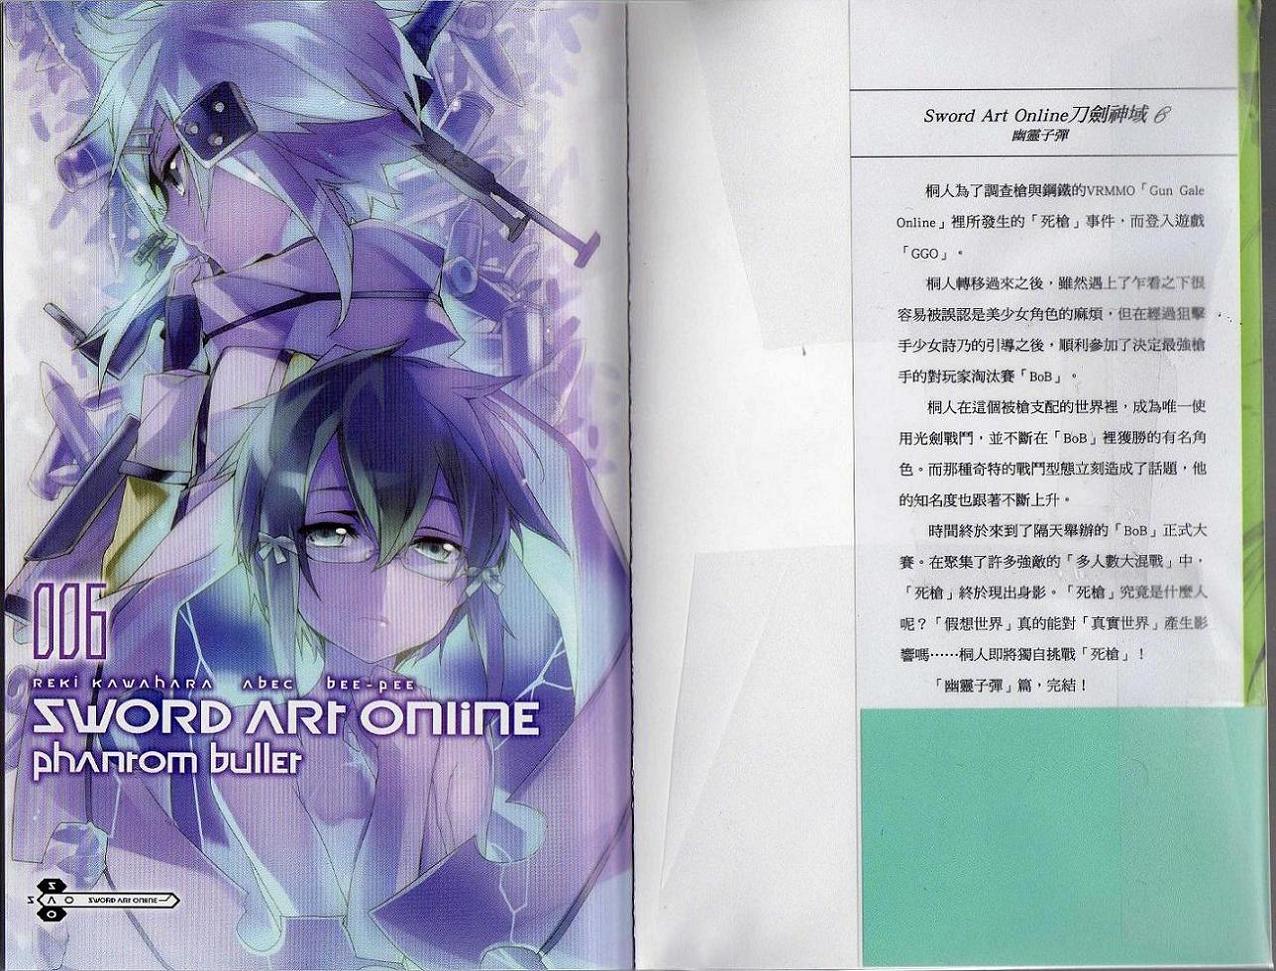 006
REKI KAWAHARA abec bee-pee
SWORD ART ONLINE
phantom bullet
S
S A O SWORD ART ONLINE
O
Sword Art Online刀劍神域 6
幽靈子彈
桐人為了調查槍與鋼鐵的VRMMO「Gun Gale
Online」裡所發生的「死槍」事件，而登入遊戲
「GGO」。
桐人轉移過來之後，雖然遇上了乍看之下很
容易被誤認是美少女角色的麻煩，但在經過狙擊
手少女詩乃的引導之後，順利參加了決定最強槍
手的對玩家淘汰賽「BoB」。
桐人在這個被槍支配的世界裡，成為唯一使
用光劍戰鬥，並不斷在「BoB」裡獲勝的有名角
色。而那種奇特的戰鬥型態立刻造成了話題，他
的知名度也跟著不斷上升。
時間終於來到了隔天舉辦的「BoB」正式大
賽。在聚集了許多強敵的「多人數大混戰」中，
「死槍」終於現出身影。「死槍」究竟是什麼人
呢？「假想世界」真的能對「真實世界」產生影
響嗎……桐人即將獨自挑戰「死槍」！
「幽靈子彈」篇，完結！